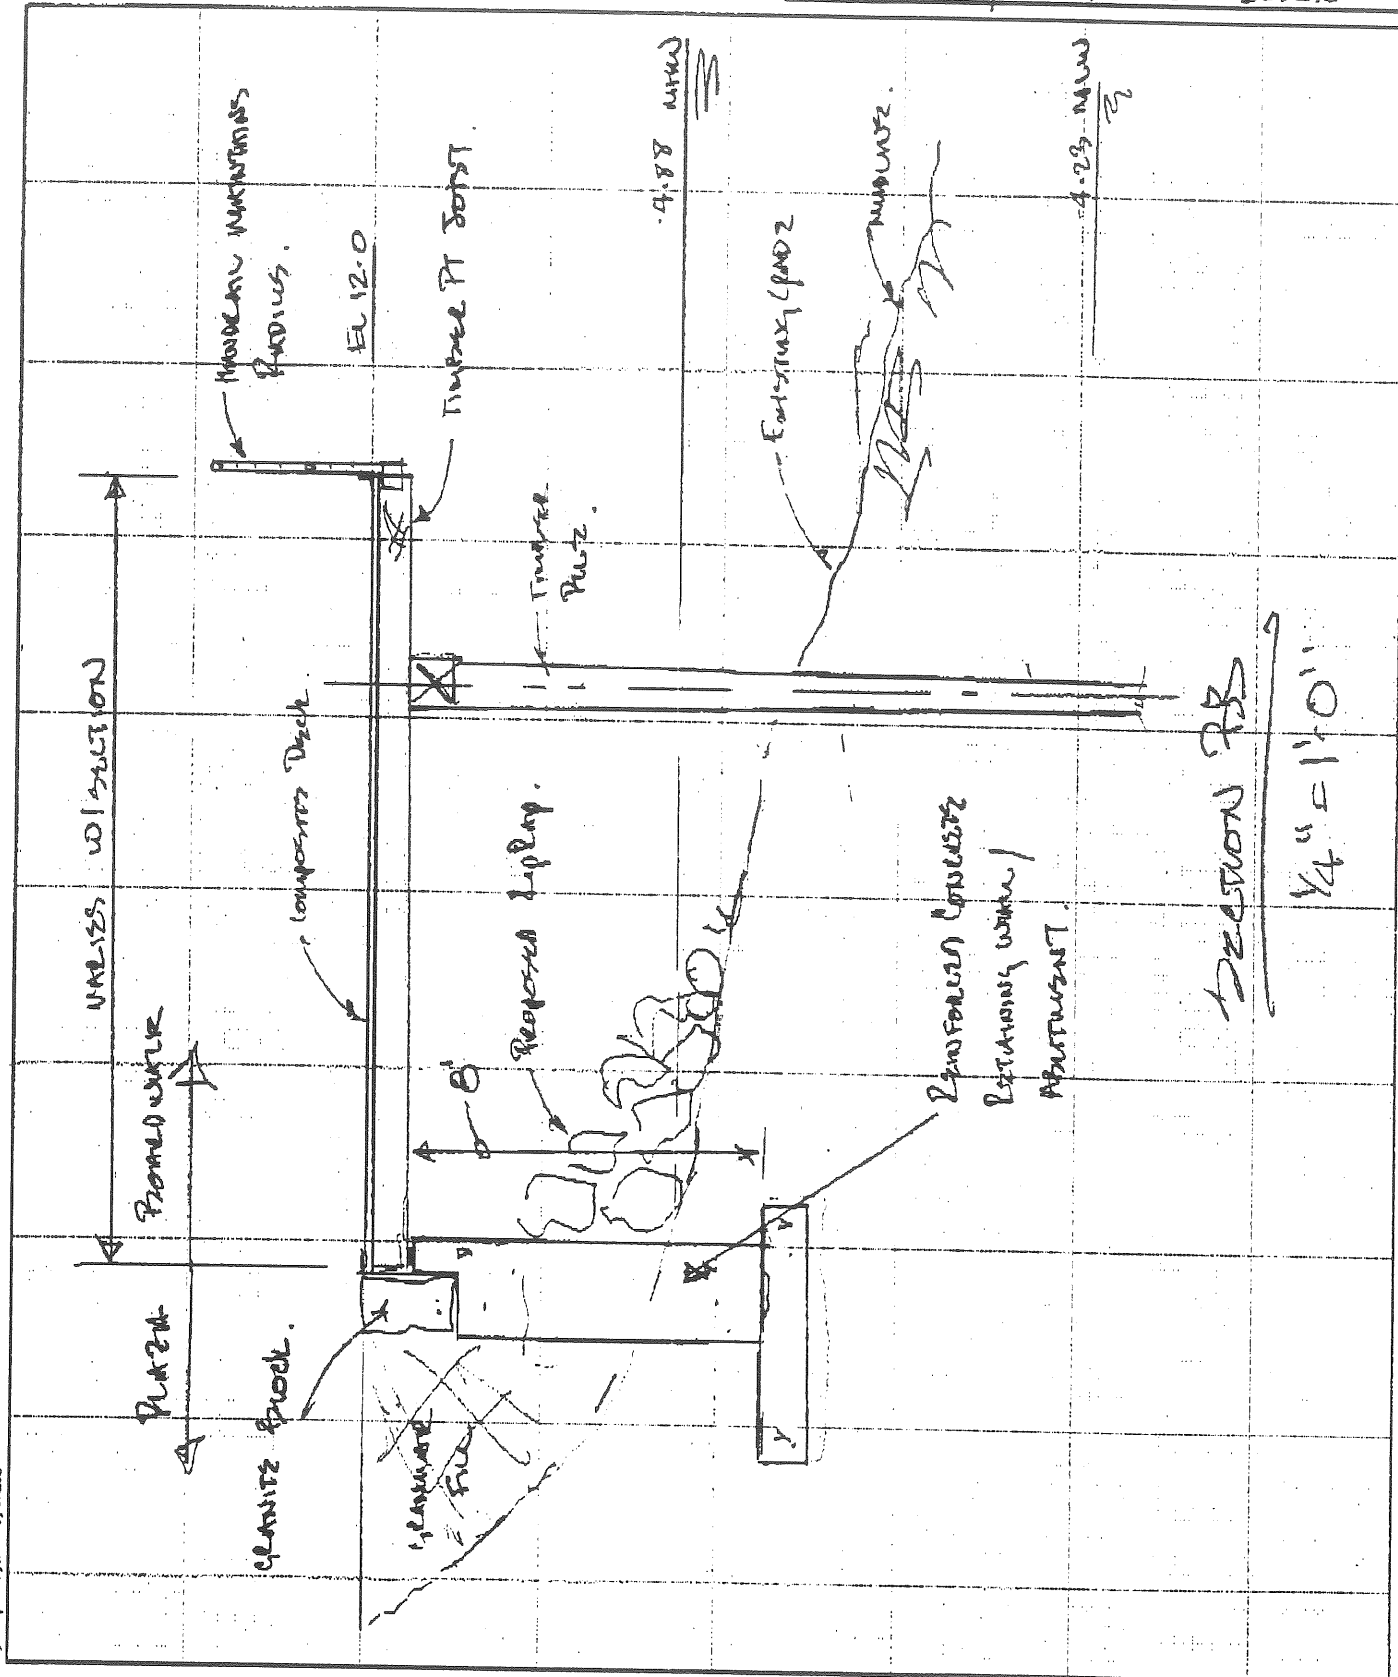 HANDRAIL MAINTAINS
RADIUS.
VARIES W/SECTION
EL 12.0
TIMBER PT JOIST.
PLAZA
BOARDWALK
COMPOSITE DECK.
4.88 MHW
GRANITE BLOCK.
TIMBER
PILE.
8'
PROPOSED RIPRAP.
EXISTING GRADE
MUDLINE.
GRANULAR
FILL
4.23 MLW
REINFORCED CONCRETE
RETAINING WALL /
ABUTMENT.
SECTION
1/4" = 1'-0"